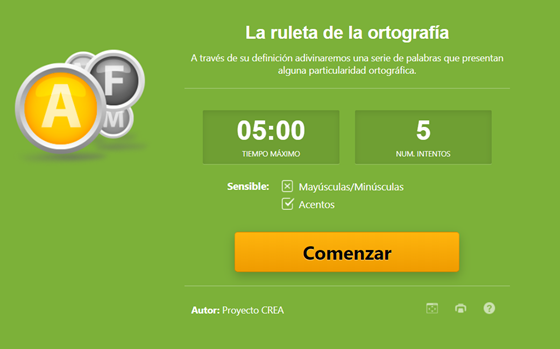 A
F
M
La ruleta de la ortografía
A través de su definición adivinaremos una serie de palabras que presentan
alguna particularidad ortográfica.
05:00
TIEMPO MÁXIMO
5
NUM. INTENTOS
Sensible:
Mayúsculas/Minúsculas
Acentos
Comenzar
Autor: Proyecto CREA
?